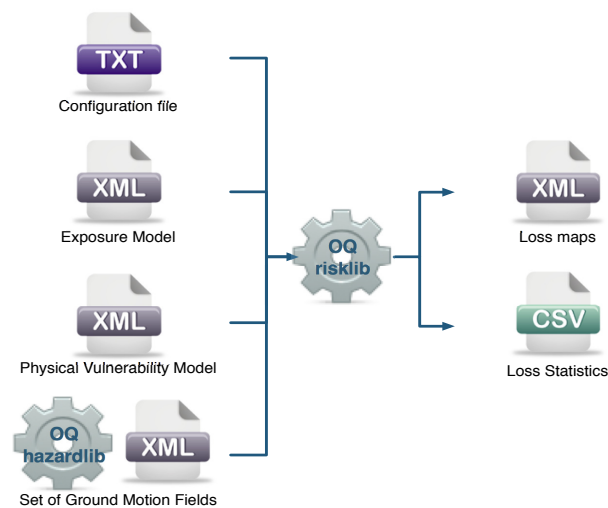 TXT
Configuration file
XML
Exposure Model
XML
Physical Vulnerability Model
OQ
hazardlib
XML
Set of Ground Motion Fields
OQ
risklib
XML
Loss maps
CSV
Loss Statistics